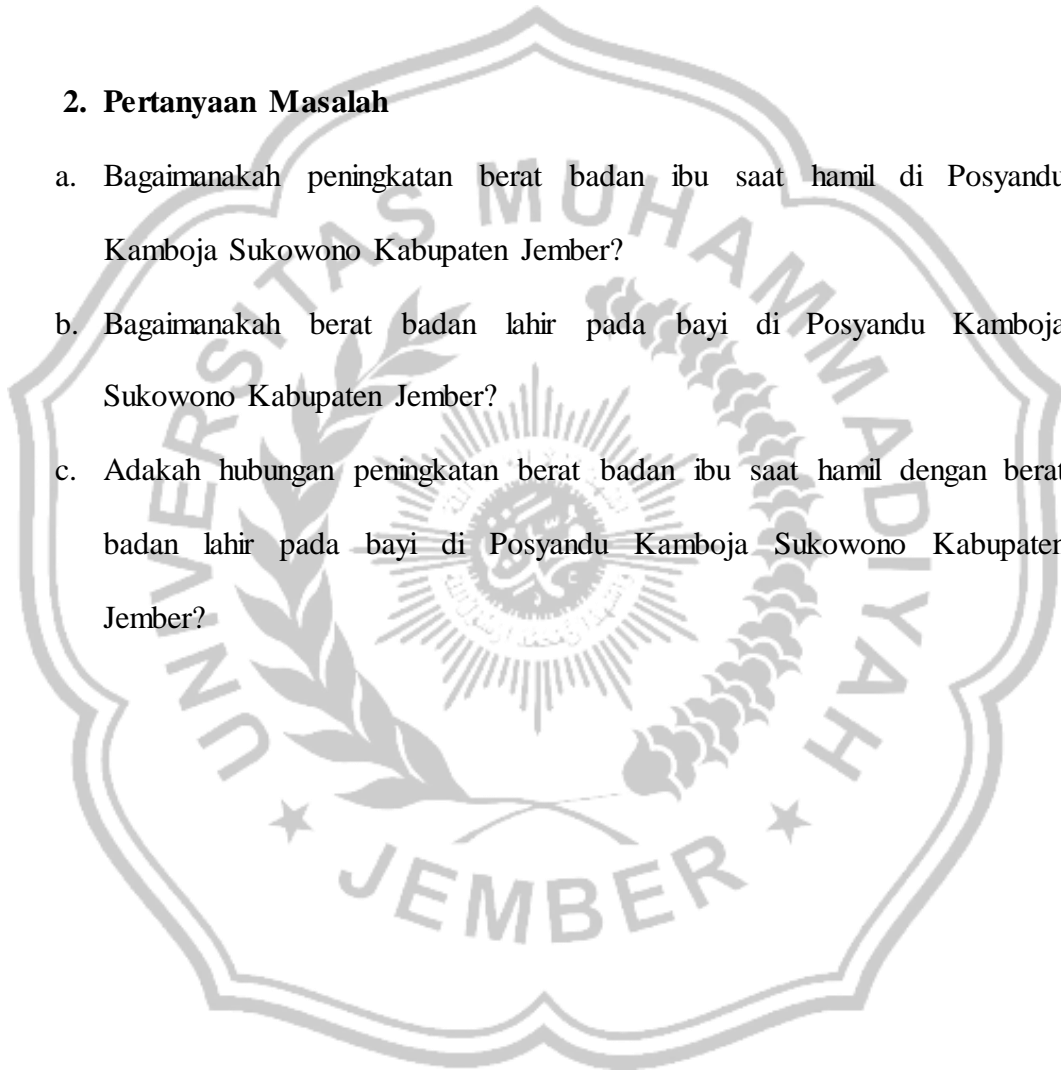 2. Pertanyaan Masalah
a. Bagaimanakah peningkatan berat badan ibu saat hamil di Posyandu
Kamboja Sukowono Kabupaten Jember?
b. Bagaimanakah berat badan lahir pada bayi di Posyandu Kamboja
Sukowono Kabupaten Jember?
c. Adakah hubungan peningkatan berat badan ibu saat hamil dengan berat
badan lahir pada bayi di Posyandu Kamboja Sukowono Kabupaten
Jember?
UNIVERSITAS MUHAMMADIYAH
JEMBER